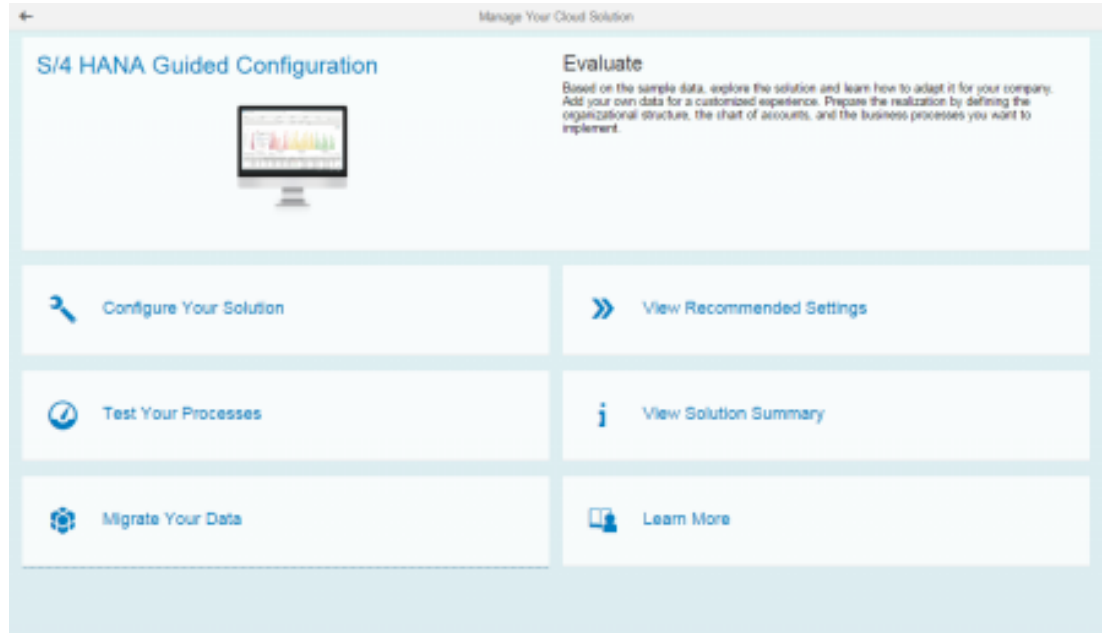 Manage Your Cloud Solution
S/4 HANA Guided Configuration
Evaluate
Based on the sample data, explore the solution and learn how to adapt it for your company.
Add your own data for a customized experience. Prepare the realization by defining the
organizational structure, the chart of accounts, and the business processes you want to
implement.
Configure Your Solution
View Recommended Settings
Test Your Processes
View Solution Summary
Migrate Your Data
Learn More